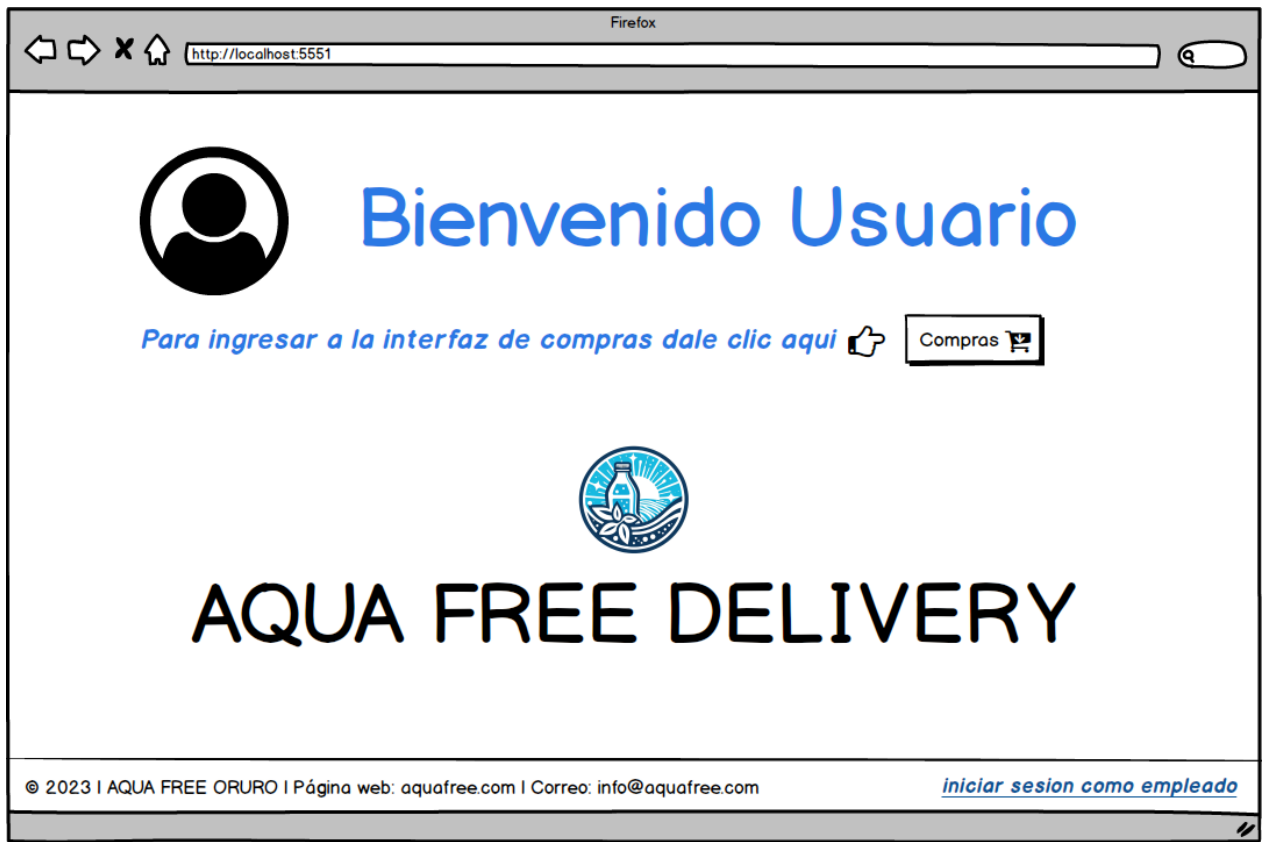 Firefox
http://localhost:5551
Bienvenido Usuario
Para ingresar a la interfaz de compras dale clic aqui
Compras
AQUA FREE DELIVERY
© 2023 I AQUA FREE ORURO I Página web: aquafree.com I Correo: info@aquafree.com
iniciar sesion como empleado